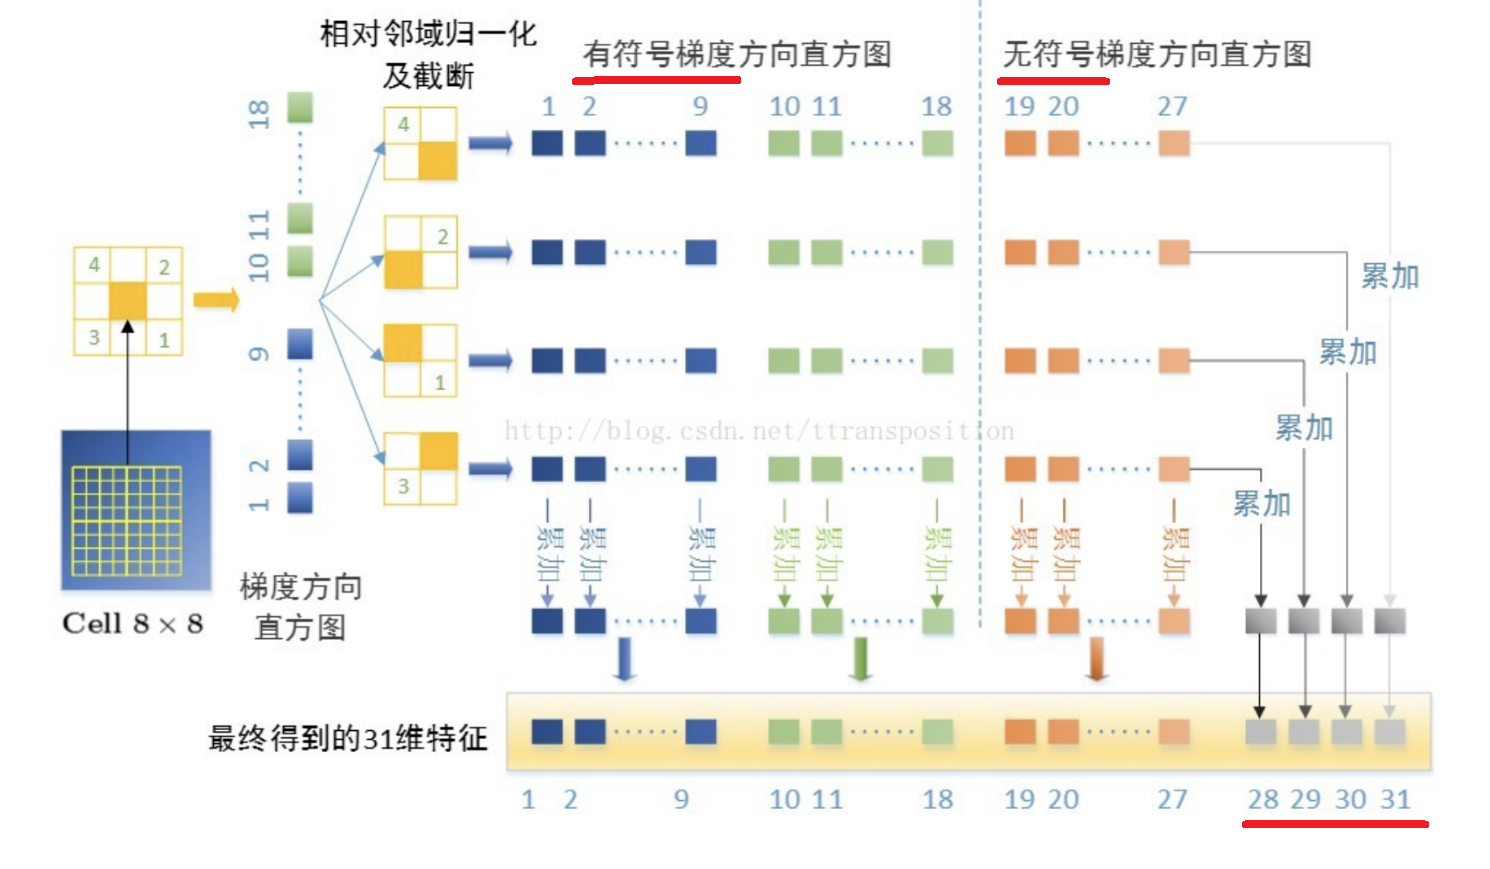 相对邻域归一化
及截断
有符号梯度方向直方图
无符号梯度方向直方图
1 2 9 10 11 18 19 20 27
18
11
10
9
2
1
4
2
3
1
4
2
1
3
累加
累加
累加
累加
累加 累加 累加 累加 累加 累加 累加 累加 累加
http://blog.csdn.net/ttransposition
Cell 8 × 8
梯度方向
直方图
最终得到的31维特征
1 2 9 10 11 18 19 20 27 28 29 30 31